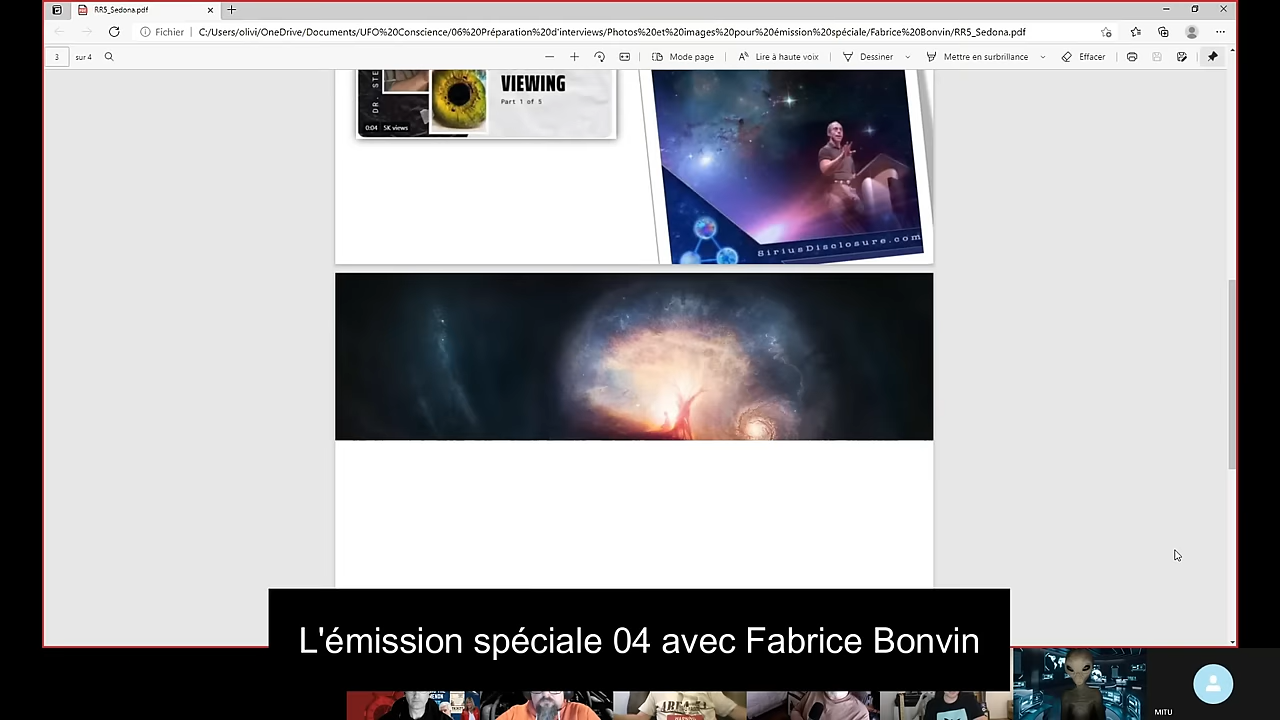 RR5_Sedona.pdf
Fichier
C:/Users/olivi/OneDrive/Documents/UFO%20Conscience/06%20Préparation%20d'interviews/Photos%20et%20images%20pour%20émission%20spéciale/Fabrice%20Bonvin/RR5_Sedona.pdf
3 sur 4
Mode page
Lire à haute voix
Dessiner
Mettre en surbrillance
Effacer
DR. STE
VIEWING
Part 1 of 5
0:04 5K views
SiriusDisclosure.com
L'émission spéciale 04 avec Fabrice Bonvin
MITU